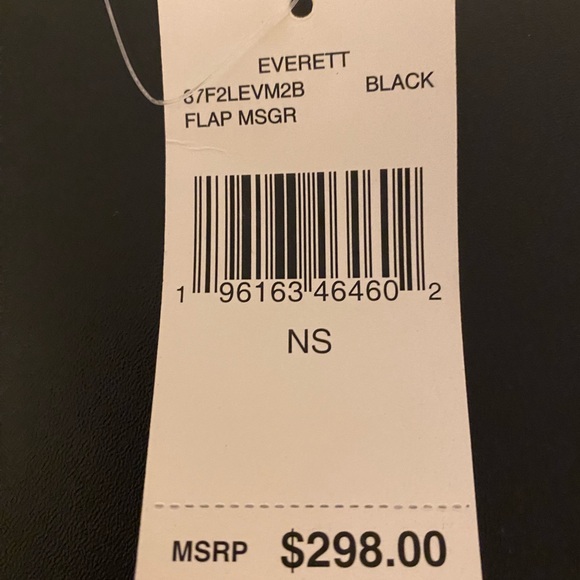 EVERETT
37F2LEVM2B BLACK
FLAP MSGR
1 96163 46460 2
NS
MSRP $298.00